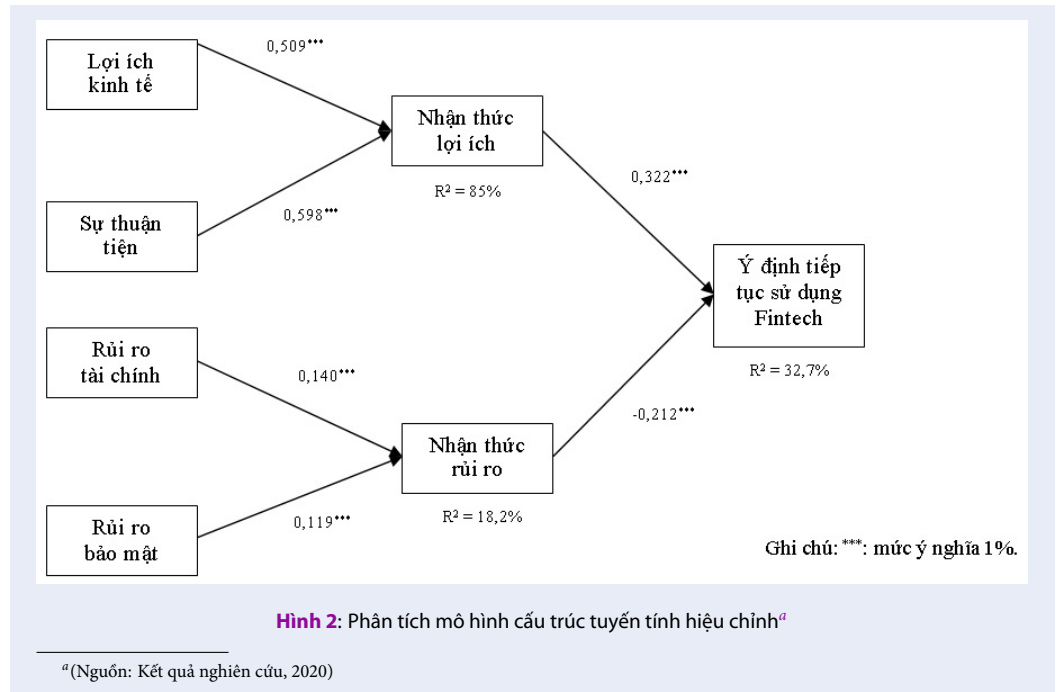 Lợi ích
kinh tế
0,509***
Nhận thức
lợi ích
R² = 85%
0,322***
Sự thuận
tiện
0,598***
Ý định tiếp
tục sử dụng
Fintech
R² = 32,7%
Rủi ro
tài chính
0,140***
-0,212***
Nhận thức
rủi ro
R² = 18,2%
Rủi ro
bảo mật
0,119***
Ghi chú: ***: mức ý nghĩa 1%.
Hình 2: Phân tích mô hình cấu trúc tuyến tính hiệu chỉnhᵃ
ᵃ(Nguồn: Kết quả nghiên cứu, 2020)